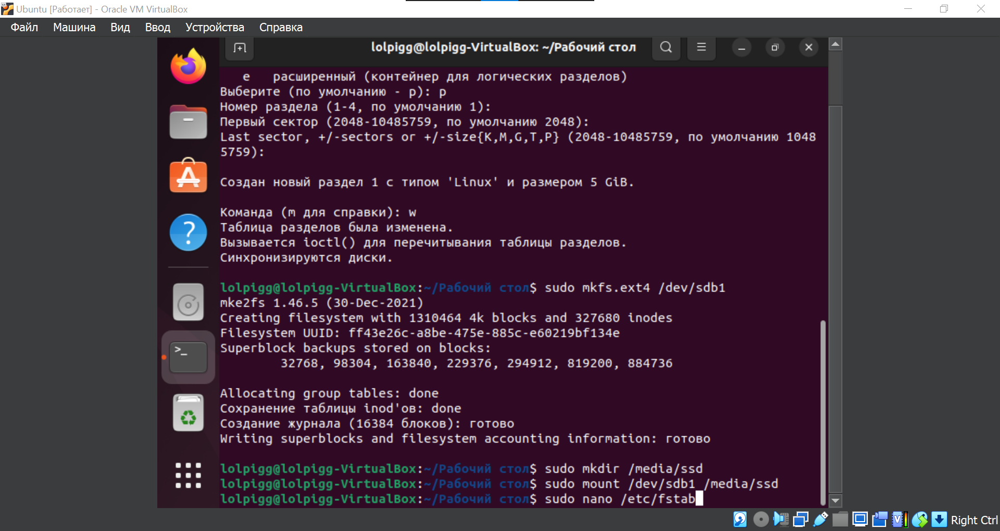 Ubuntu [Работает] - Oracle VM VirtualBox
Файл Машина Вид Ввод Устройства Справка
lolpigg@lolpigg-VirtualBox: ~/Рабочий стол
   e   расширенный (контейнер для логических разделов)
Выберите (по умолчанию - p): p
Номер раздела (1-4, по умолчанию 1):
Первый сектор (2048-10485759, по умолчанию 2048):
Last sector, +/-sectors or +/-size{K,M,G,T,P} (2048-10485759, по умолчанию 1048
5759):
Создан новый раздел 1 с типом 'Linux' и размером 5 GiB.
Команда (m для справки): w
Таблица разделов была изменена.
Вызывается ioctl() для перечитывания таблицы разделов.
Синхронизируются диски.
lolpigg@lolpigg-VirtualBox:~/Рабочий стол$ sudo mkfs.ext4 /dev/sdb1
mke2fs 1.46.5 (30-Dec-2021)
Creating filesystem with 1310464 4k blocks and 327680 inodes
Filesystem UUID: ff43e26c-a8be-475e-885c-e60219bf134e
Superblock backups stored on blocks:
        32768, 98304, 163840, 229376, 294912, 819200, 884736
Allocating group tables: done
Сохранение таблицы inod'ов: done
Создание журнала (16384 блоков): готово
Writing superblocks and filesystem accounting information: готово
lolpigg@lolpigg-VirtualBox:~/Рабочий стол$ sudo mkdir /media/ssd
lolpigg@lolpigg-VirtualBox:~/Рабочий стол$ sudo mount /dev/sdb1 /media/ssd
lolpigg@lolpigg-VirtualBox:~/Рабочий стол$ sudo nano /etc/fstab
Right Ctrl